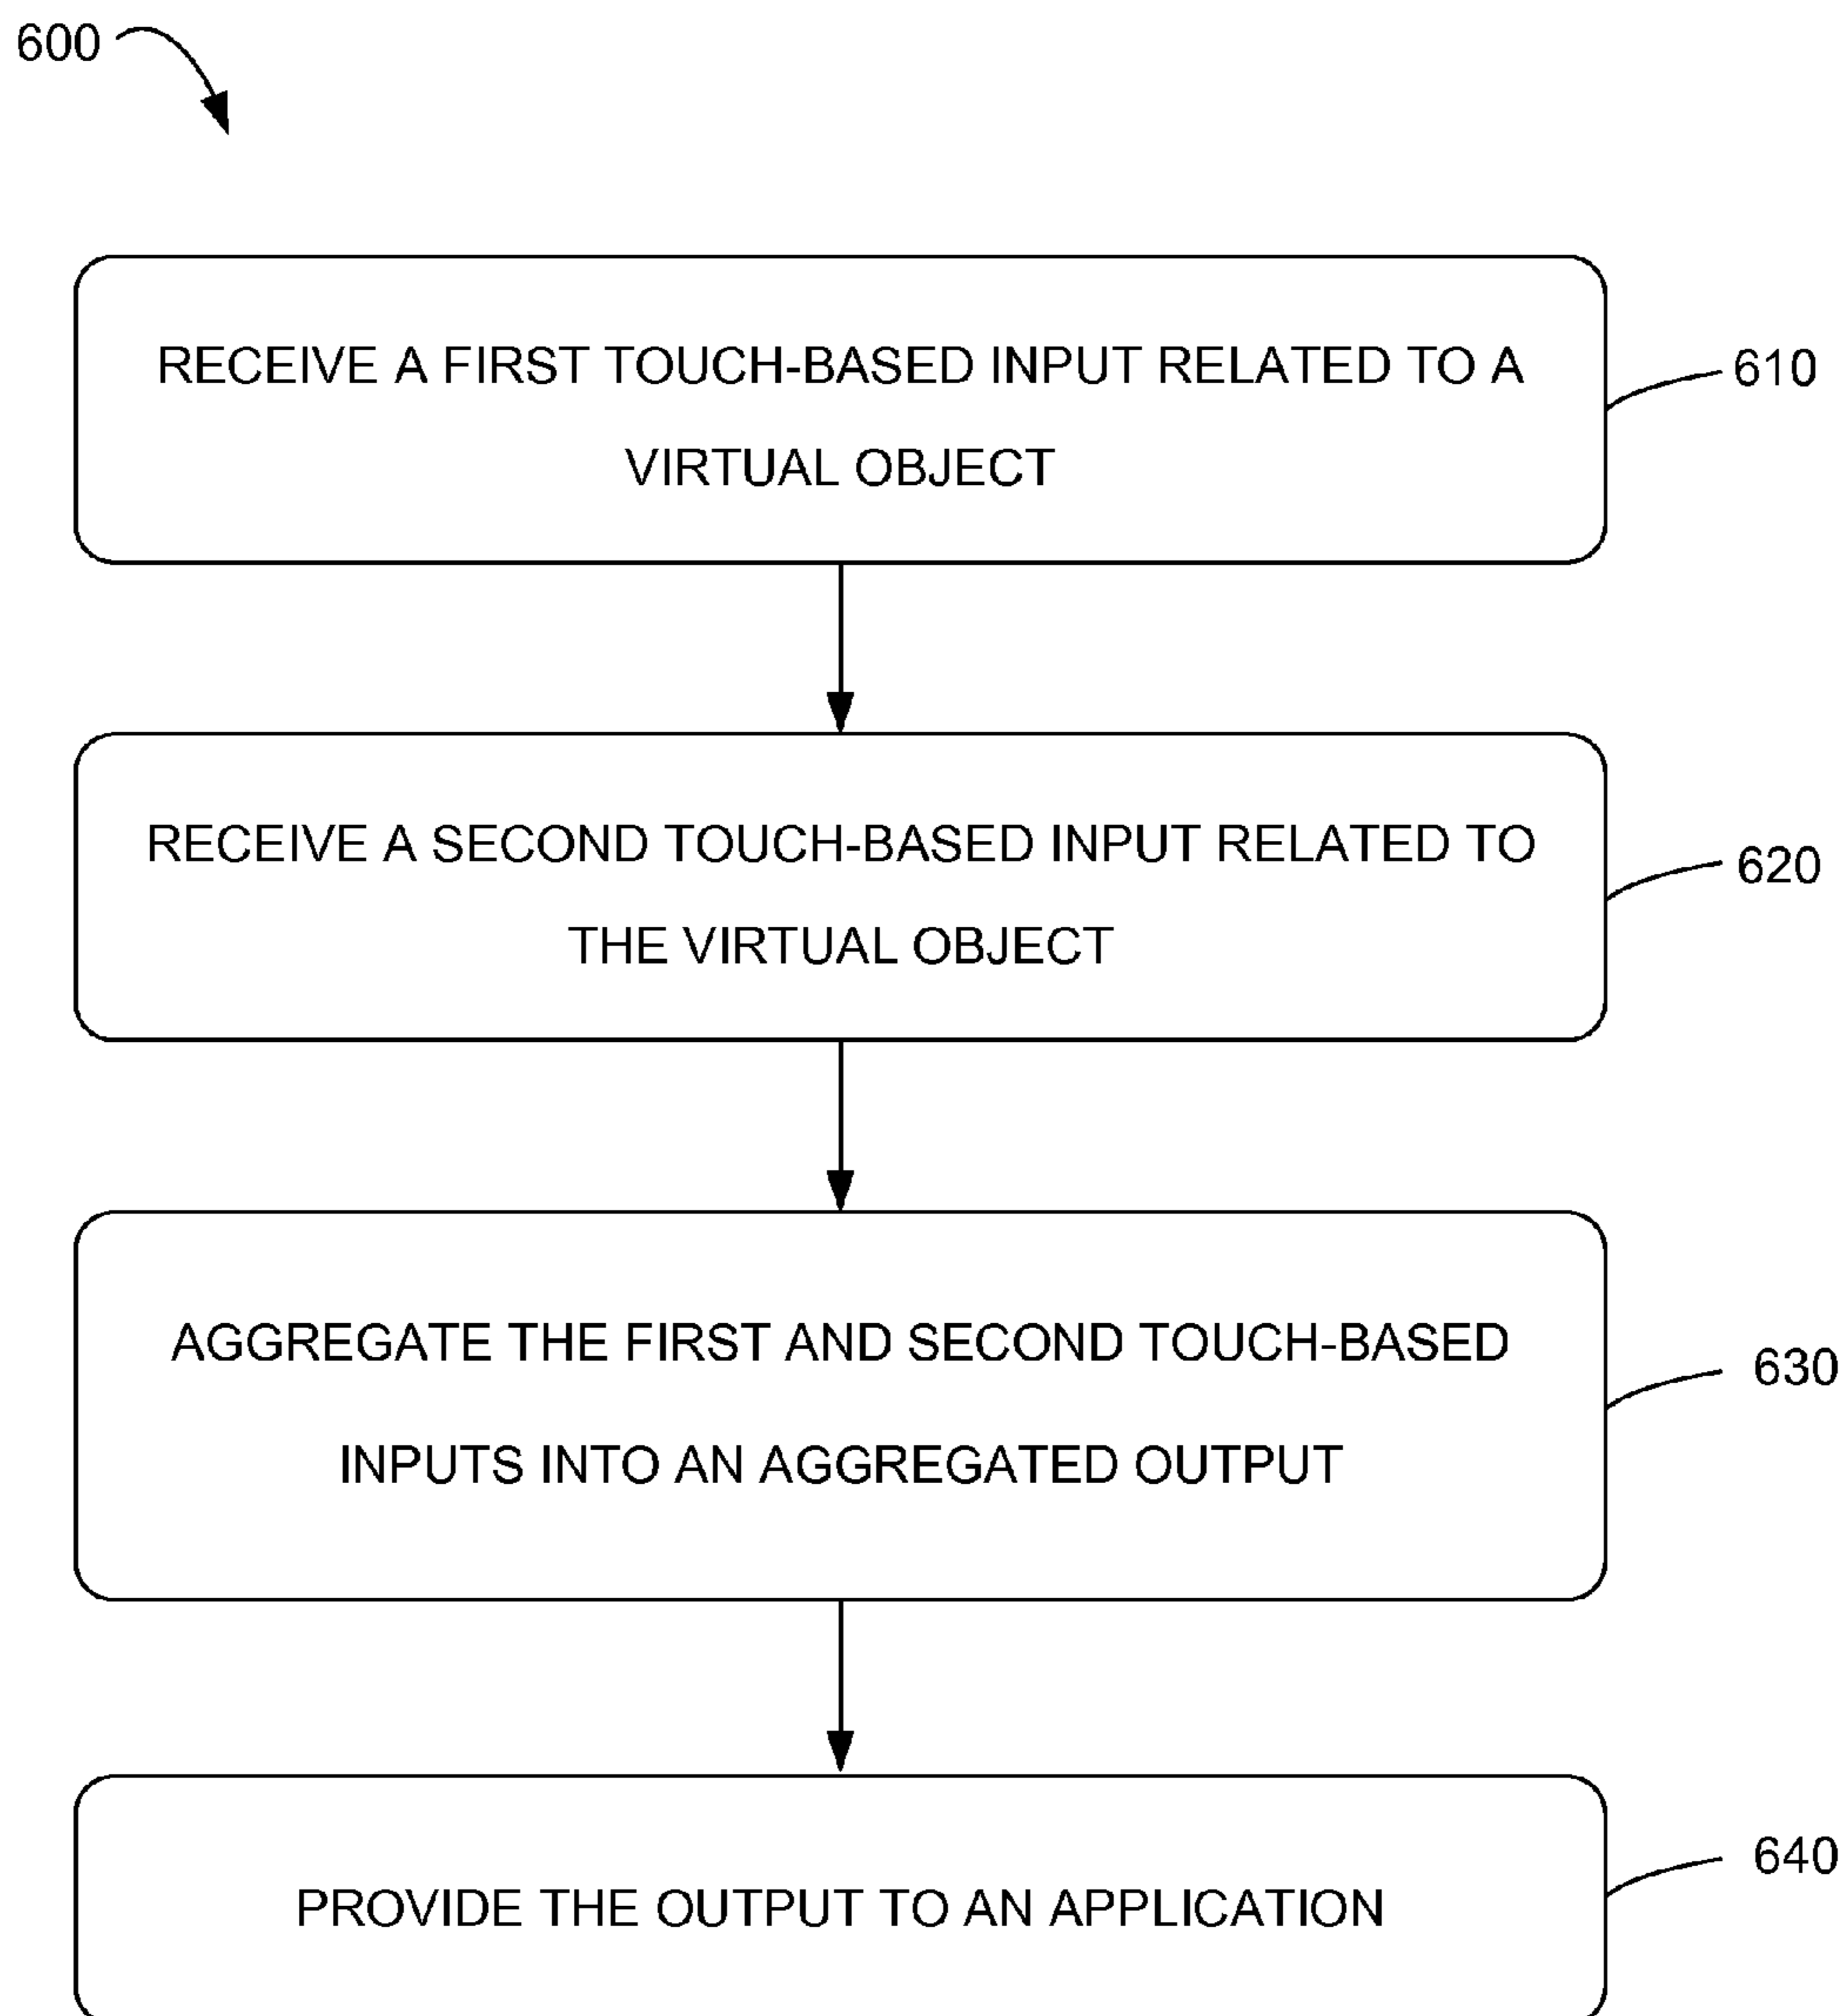 600
RECEIVE A FIRST TOUCH-BASED INPUT RELATED TO A
VIRTUAL OBJECT
610
RECEIVE A SECOND TOUCH-BASED INPUT RELATED TO
THE VIRTUAL OBJECT
620
AGGREGATE THE FIRST AND SECOND TOUCH-BASED
INPUTS INTO AN AGGREGATED OUTPUT
630
PROVIDE THE OUTPUT TO AN APPLICATION
640